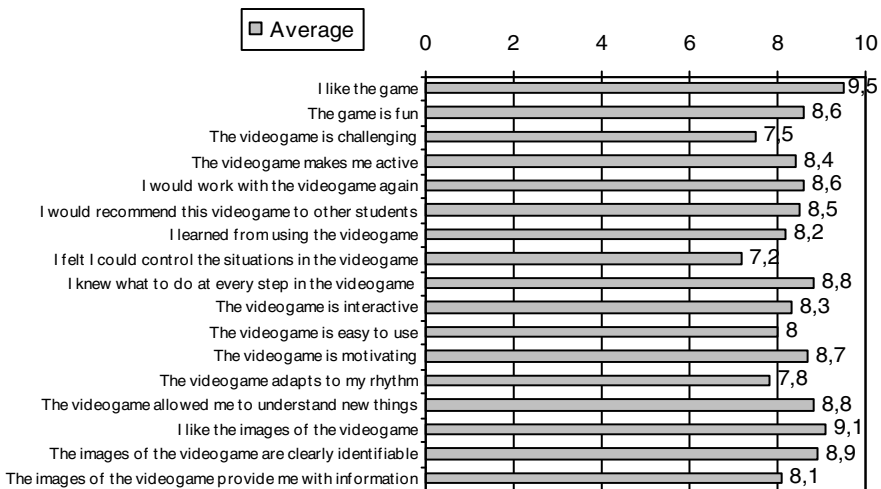 Average
0 2 4 6 8 10
I like the game 9,5
The game is fun 8,6
The videogame is challenging 7,5
The videogame makes me active 8,4
I would work with the videogame again 8,6
I would recommend this videogame to other students 8,5
I learned from using the videogame 8,2
I felt I could control the situations in the videogame 7,2
I knew what to do at every step in the videogame 8,8
The videogame is interactive 8,3
The videogame is easy to use 8
The videogame is motivating 8,7
The videogame adapts to my rhythm 7,8
The videogame allowed me to understand new things 8,8
I like the images of the videogame 9,1
The images of the videogame are clearly identifiable 8,9
The images of the videogame provide me with information 8,1